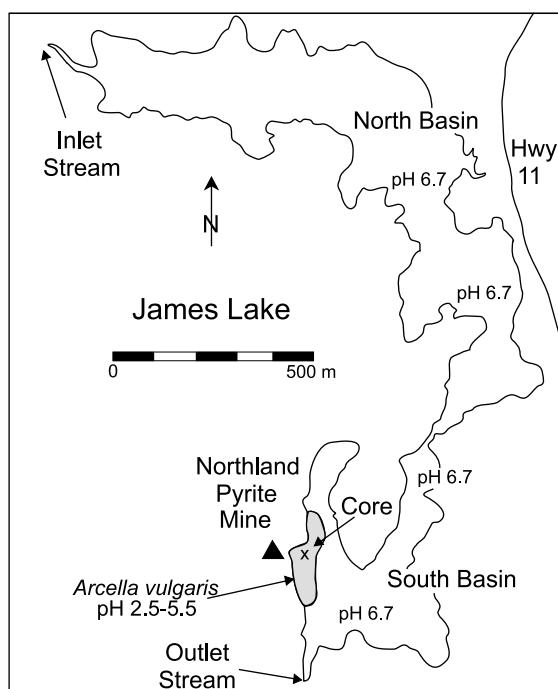 North Basin
Inlet
Stream
Hwy
11
pH 6.7
N
pH 6.7
James Lake
0 500 m
Northland
Pyrite
Mine
pH 6.7
Core
x
Arcella vulgaris
pH 2.5-5.5
South Basin
pH 6.7
Outlet
Stream